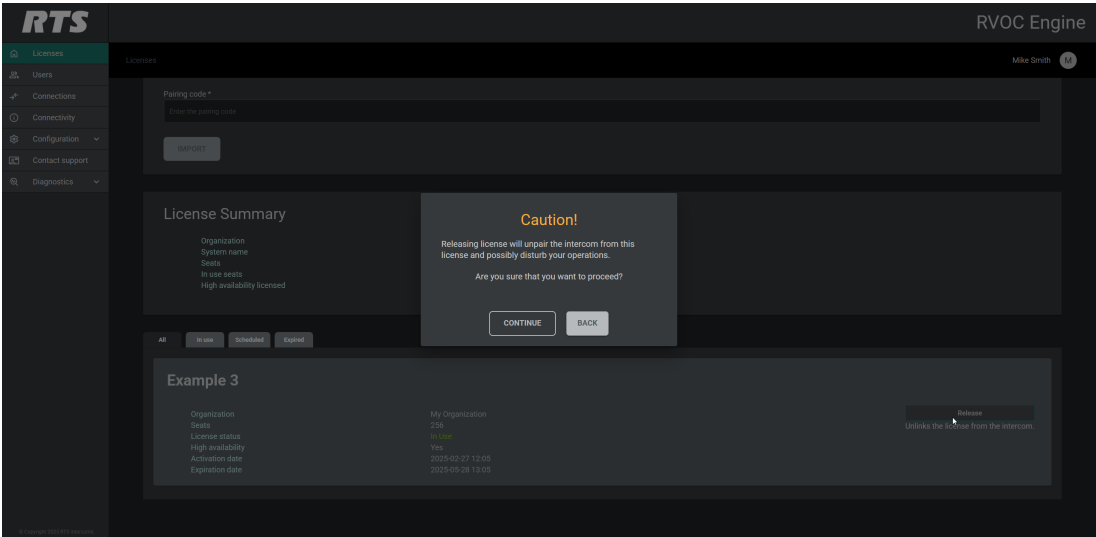 RTS
RVOC Engine
Licenses
Users
Connections
Connectivity
Configuration
Contact support
Diagnostics
Licenses
Mike Smith M
Pairing code *
Enter the pairing code
IMPORT
License Summary
Organization
System name
Seats
In use seats
High availability licensed
Caution!
Releasing license will unpair the intercom from this
license and possibly disturb your operations.
Are you sure that you want to proceed?
CONTINUE BACK
All In use Scheduled Expired
Example 3
Organization My Organization
Seats 256
License status In Use
High availability Yes
Activation date 2025-02-27 12:05
Expiration date 2025-05-28 13:05
Release
Unlinks the license from the intercom.